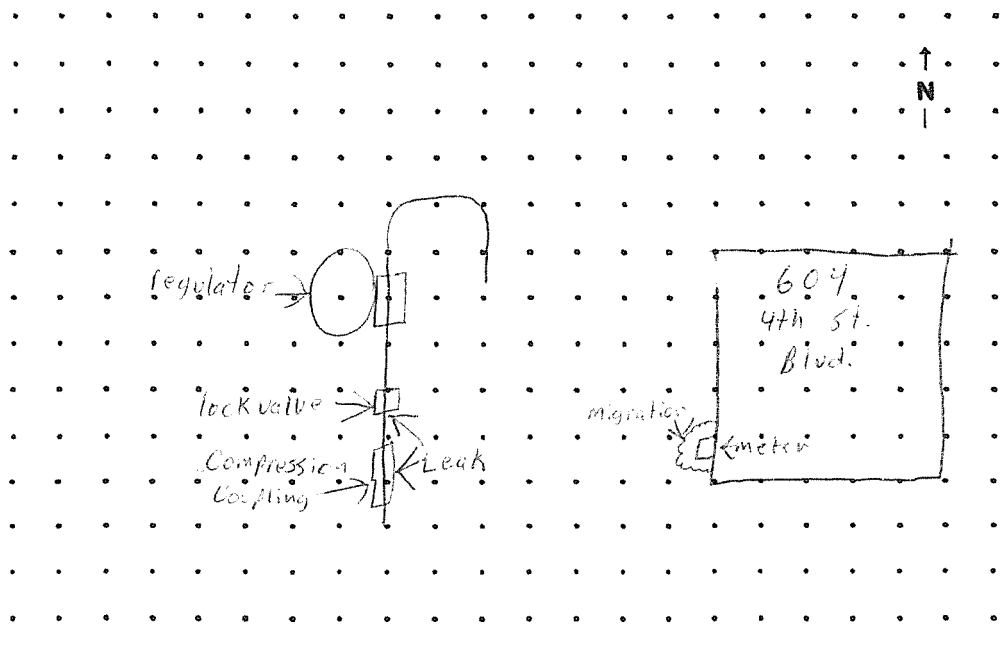 N
regulator
604
4th St.
Blvd.
lock valve
migration
meter
Compression
Coupling
Leak